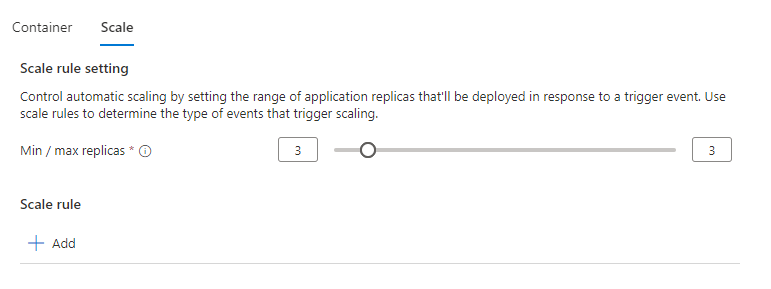 Container Scale
Scale rule setting
Control automatic scaling by setting the range of application replicas that'll be deployed in response to a trigger event. Use
scale rules to determine the type of events that trigger scaling.
Min / max replicas * 3 3
Scale rule
+ Add